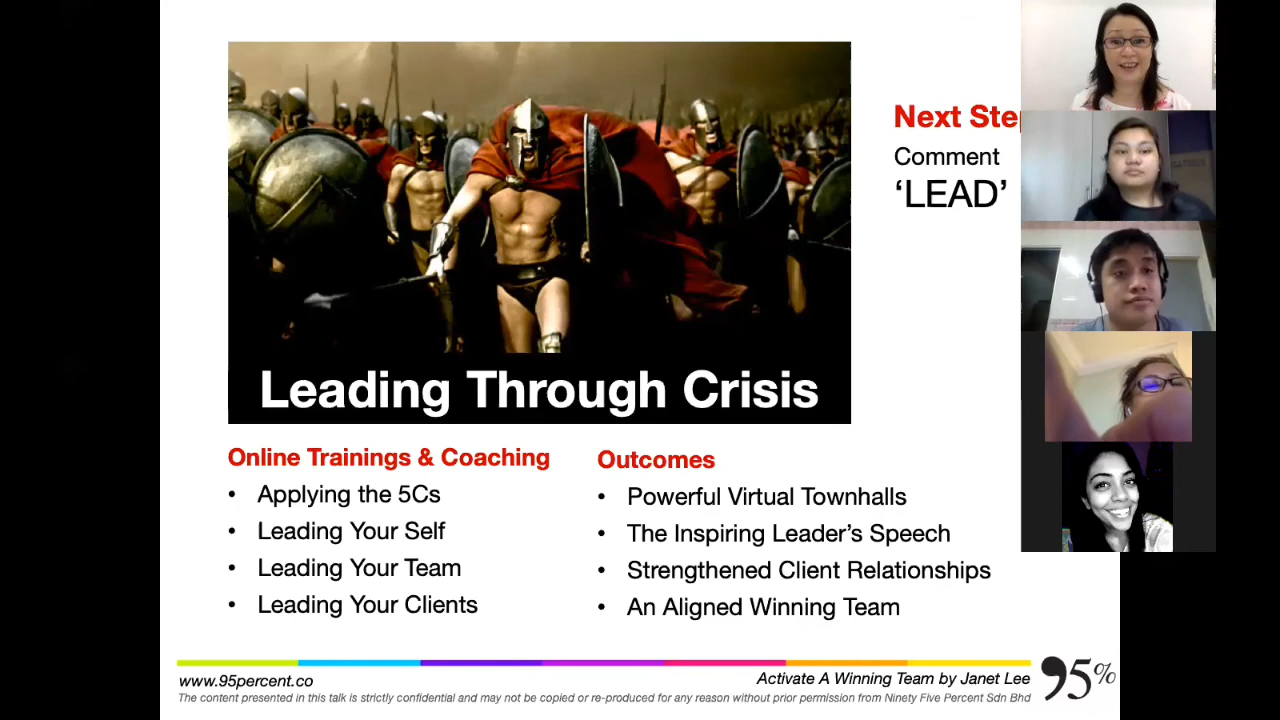 Leading Through Crisis
Next Step
Comment
‘LEAD’
Online Trainings & Coaching
• Applying the 5Cs
• Leading Your Self
• Leading Your Team
• Leading Your Clients
Outcomes
• Powerful Virtual Townhalls
• The Inspiring Leader’s Speech
• Strengthened Client Relationships
• An Aligned Winning Team
www.95percent.co
Activate A Winning Team by Janet Lee
The content presented in this talk is strictly confidential and may not be copied or re-produced for any reason without prior permission from Ninety Five Percent Sdn Bhd
95%